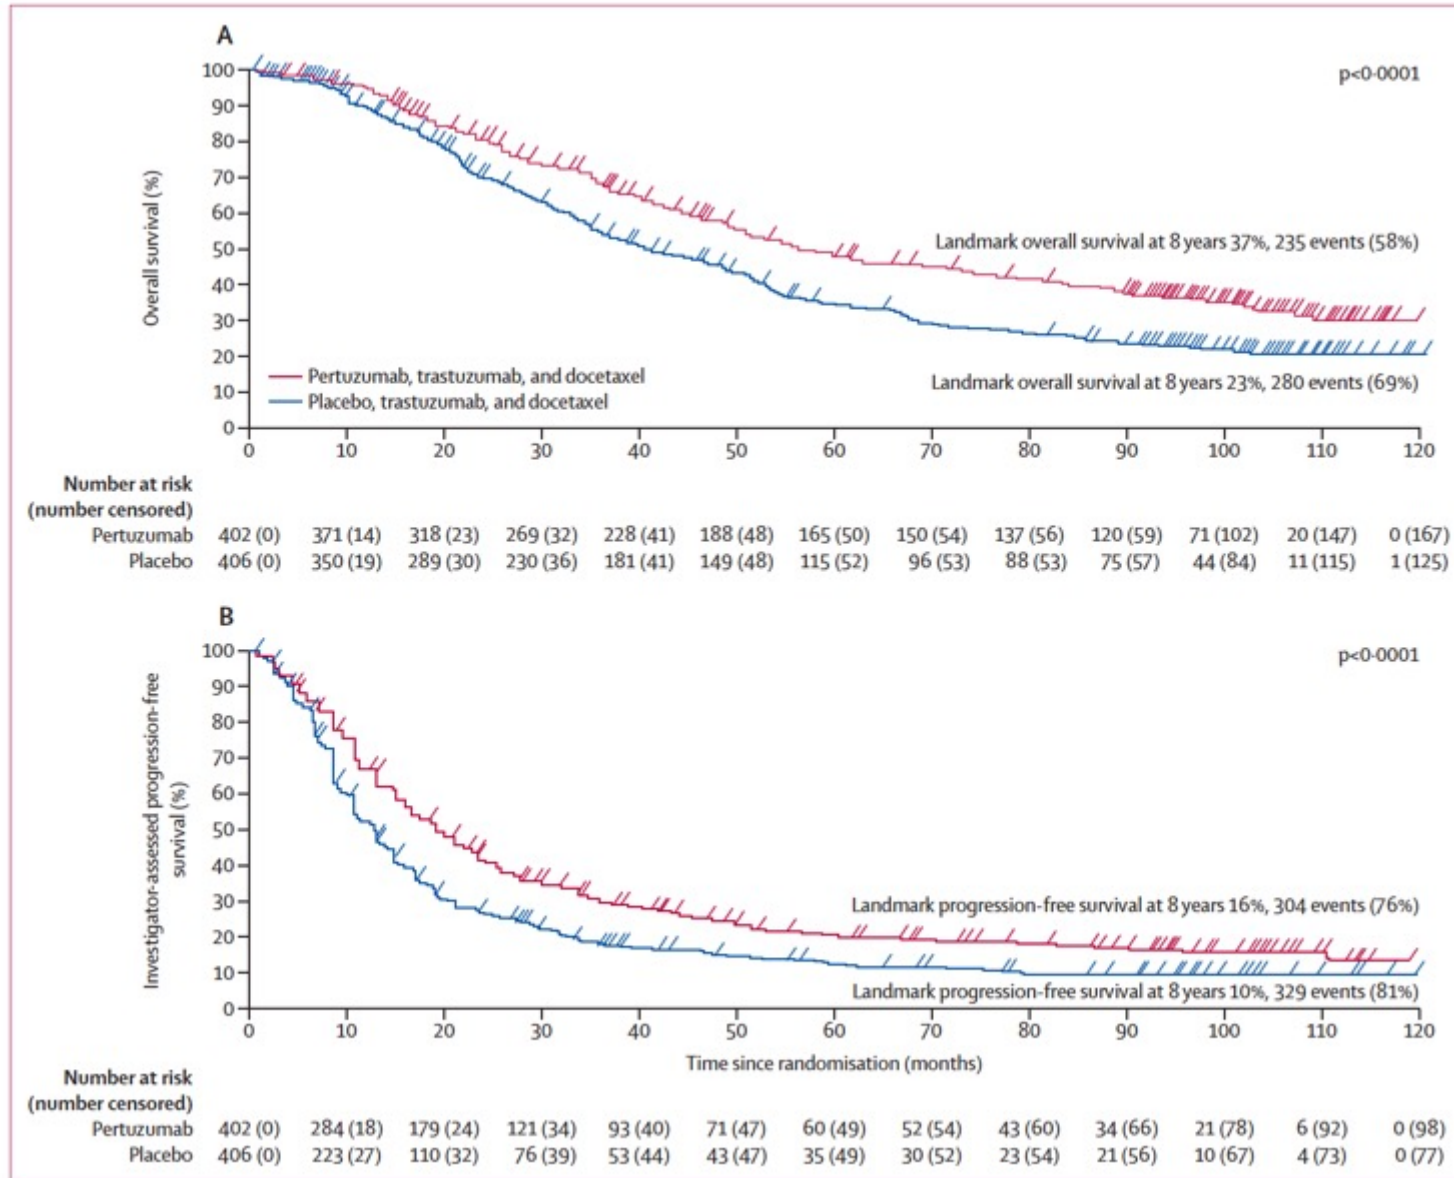 A
p<0·0001
100
90
80
70
60
50
40
30
20
10
0
Overall survival (%)
Landmark overall survival at 8 years 37%, 235 events (58%)
Landmark overall survival at 8 years 23%, 280 events (69%)
Pertuzumab, trastuzumab, and docetaxel
Placebo, trastuzumab, and docetaxel
0 10 20 30 40 50 60 70 80 90 100 110 120
Number at risk
(number censored)
Pertuzumab 402 (0) 371 (14) 318 (23) 269 (32) 228 (41) 188 (48) 165 (50) 150 (54) 137 (56) 120 (59) 71 (102) 20 (147) 0 (167)
Placebo 406 (0) 350 (19) 289 (30) 230 (36) 181 (41) 149 (48) 115 (52) 96 (53) 88 (53) 75 (57) 44 (84) 11 (115) 1 (125)
B
p<0·0001
100
90
80
70
60
50
40
30
20
10
0
Investigator-assessed progression-free
survival (%)
Landmark progression-free survival at 8 years 16%, 304 events (76%)
Landmark progression-free survival at 8 years 10%, 329 events (81%)
0 10 20 30 40 50 60 70 80 90 100 110 120
Time since randomisation (months)
Number at risk
(number censored)
Pertuzumab 402 (0) 284 (18) 179 (24) 121 (34) 93 (40) 71 (47) 60 (49) 52 (54) 43 (60) 34 (66) 21 (78) 6 (92) 0 (98)
Placebo 406 (0) 223 (27) 110 (32) 76 (39) 53 (44) 43 (47) 35 (49) 30 (52) 23 (54) 21 (56) 10 (67) 4 (73) 0 (77)